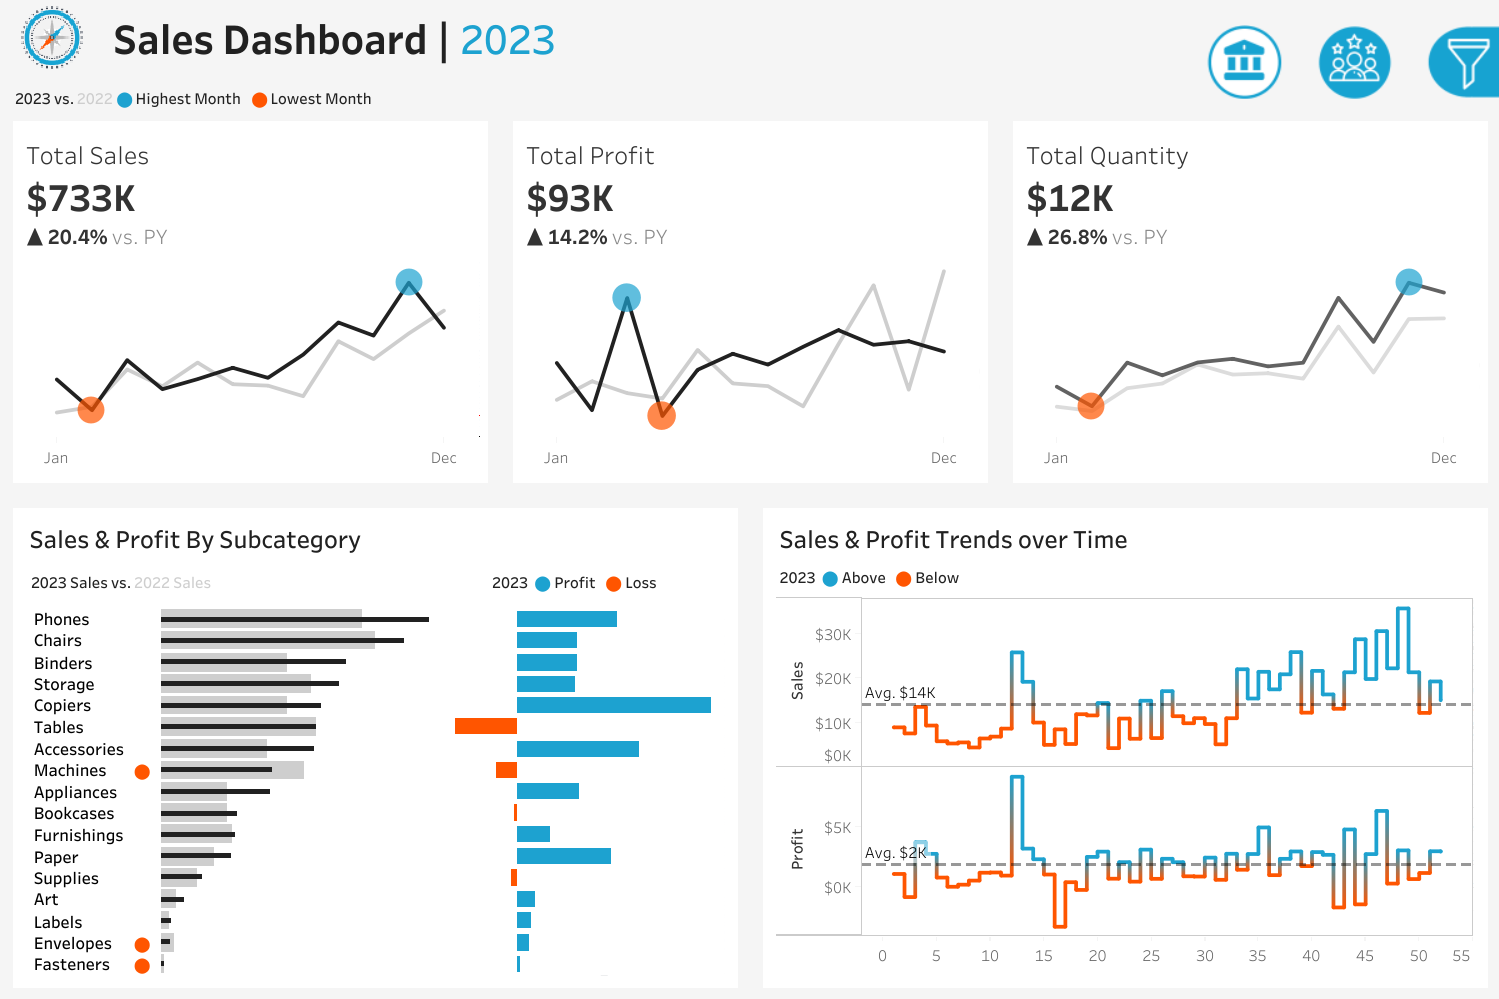 Sales Dashboard | 2023
2023 vs. 2022 Highest Month Lowest Month
Total Sales
$733K
▲ 20.4% vs. PY
Jan Dec
Total Profit
$93K
▲ 14.2% vs. PY
Jan Dec
Total Quantity
$12K
▲ 26.8% vs. PY
Jan Dec
Sales & Profit By Subcategory
2023 Sales vs. 2022 Sales
2023 Profit Loss
Phones
Chairs
Binders
Storage
Copiers
Tables
Accessories
Machines
Appliances
Bookcases
Furnishings
Paper
Supplies
Art
Labels
Envelopes
Fasteners
Sales & Profit Trends over Time
2023 Above Below
Sales
$30K
$20K
Avg. $14K
$10K
$0K
Profit
$5K
Avg. $2K
$0K
0 5 10 15 20 25 30 35 40 45 50 55